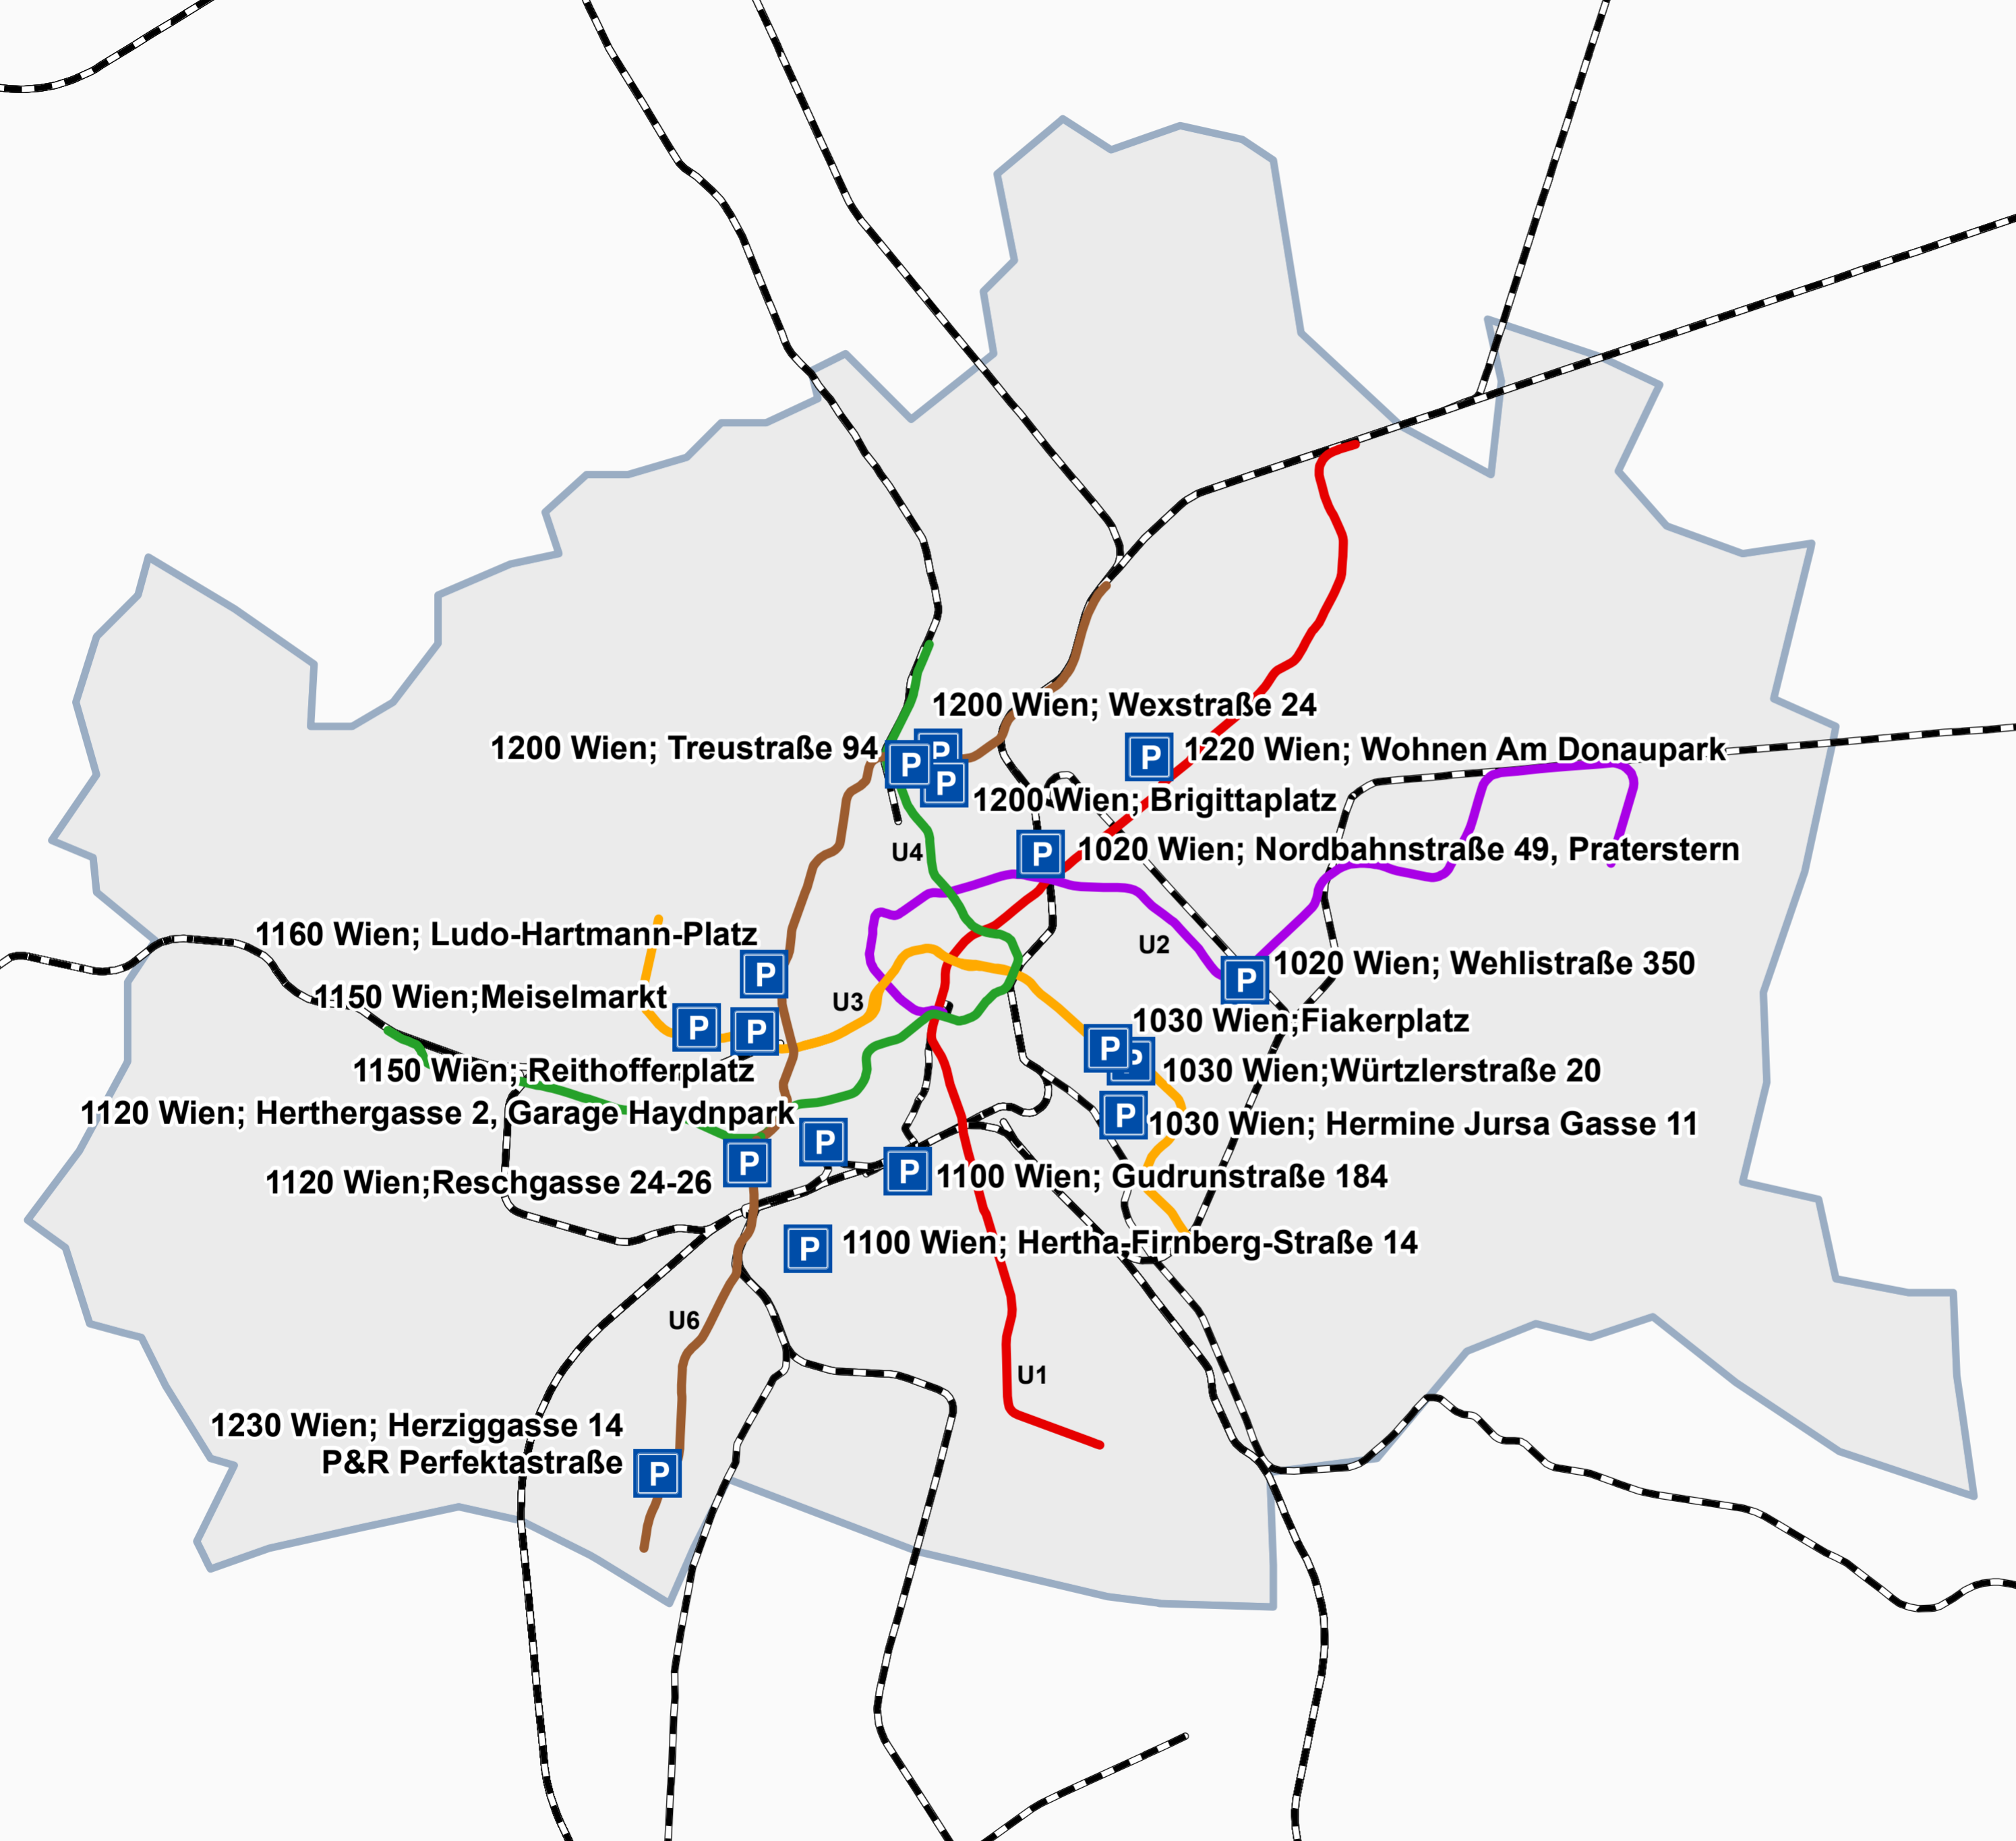 1200 Wien; Wexstraße 24
1200 Wien; Treustraße 94
P
P
P
P
1220 Wien; Wohnen Am Donaupark
1200 Wien; Brigittaplatz
U4
P
1020 Wien; Nordbahnstraße 49, Praterstern
1160 Wien; Ludo-Hartmann-Platz
U2
P
P
1020 Wien; Wehlistraße 350
1150 Wien;Meiselmarkt
U3
P
P
1030 Wien;Fiakerplatz
P
P
1150 Wien; Reithofferplatz
1030 Wien;Würtzlerstraße 20
1120 Wien; Herthergasse 2, Garage Haydnpark
P
1030 Wien; Hermine Jursa Gasse 11
P
P
1120 Wien;Reschgasse 24-26
P
1100 Wien; Gudrunstraße 184
P
1100 Wien; Hertha-Firnberg-Straße 14
U6
U1
1230 Wien; Herziggasse 14
P&R Perfektastraße
P